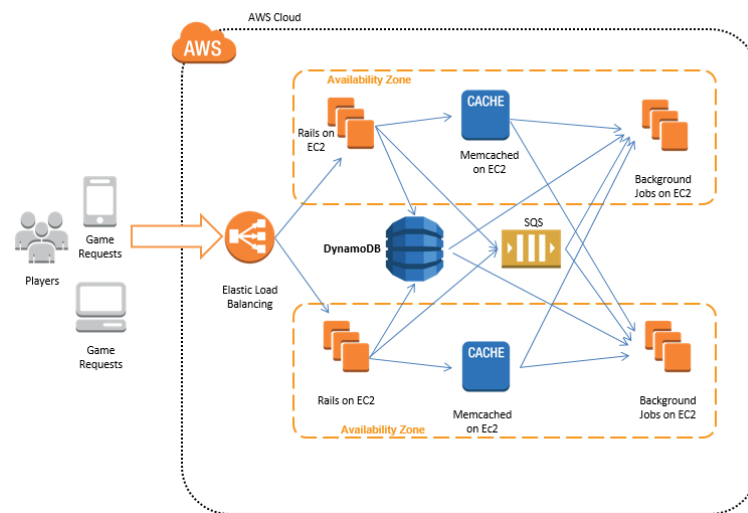 AWS Cloud
AWS
Availability Zone
Rails on
EC2
CACHE
Memcached
on EC2
Background
Jobs on EC2
Players
Game
Requests
Game
Requests
Elastic Load
Balancing
DynamoDB
SQS
Rails on EC2
CACHE
Memcached
on EC2
Background
Jobs on EC2
Availability Zone